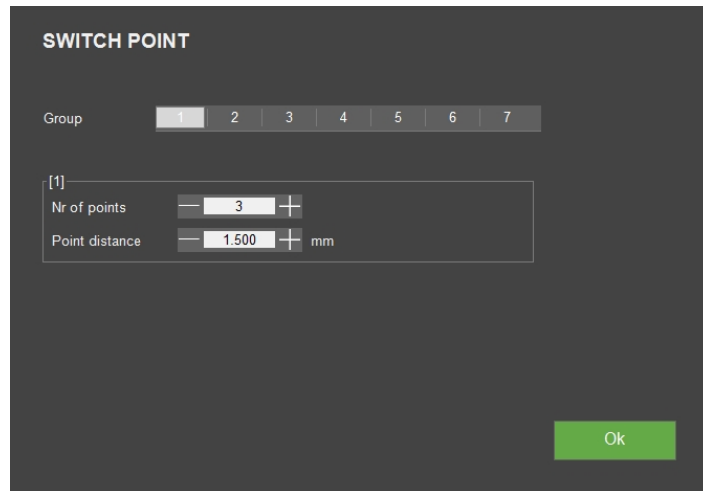 SWITCH POINT
Group 1 2 3 4 5 6 7
[1]
Nr of points — 3 +
Point distance — 1.500 + mm
Ok